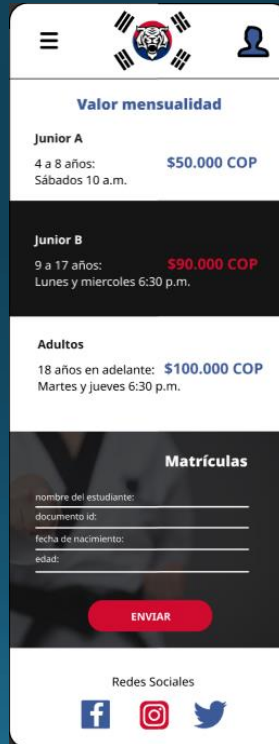 Valor mensualidad
Junior A
4 a 8 años: $50.000 COP
Sábados 10 a.m.
Junior B
9 a 17 años: $90.000 COP
Lunes y miercoles 6:30 p.m.
Adultos
18 años en adelante: $100.000 COP
Martes y jueves 6:30 p.m.
Matrículas
nombre del estudiante:
documento id:
fecha de nacimiento:
edad:
ENVIAR
Redes Sociales